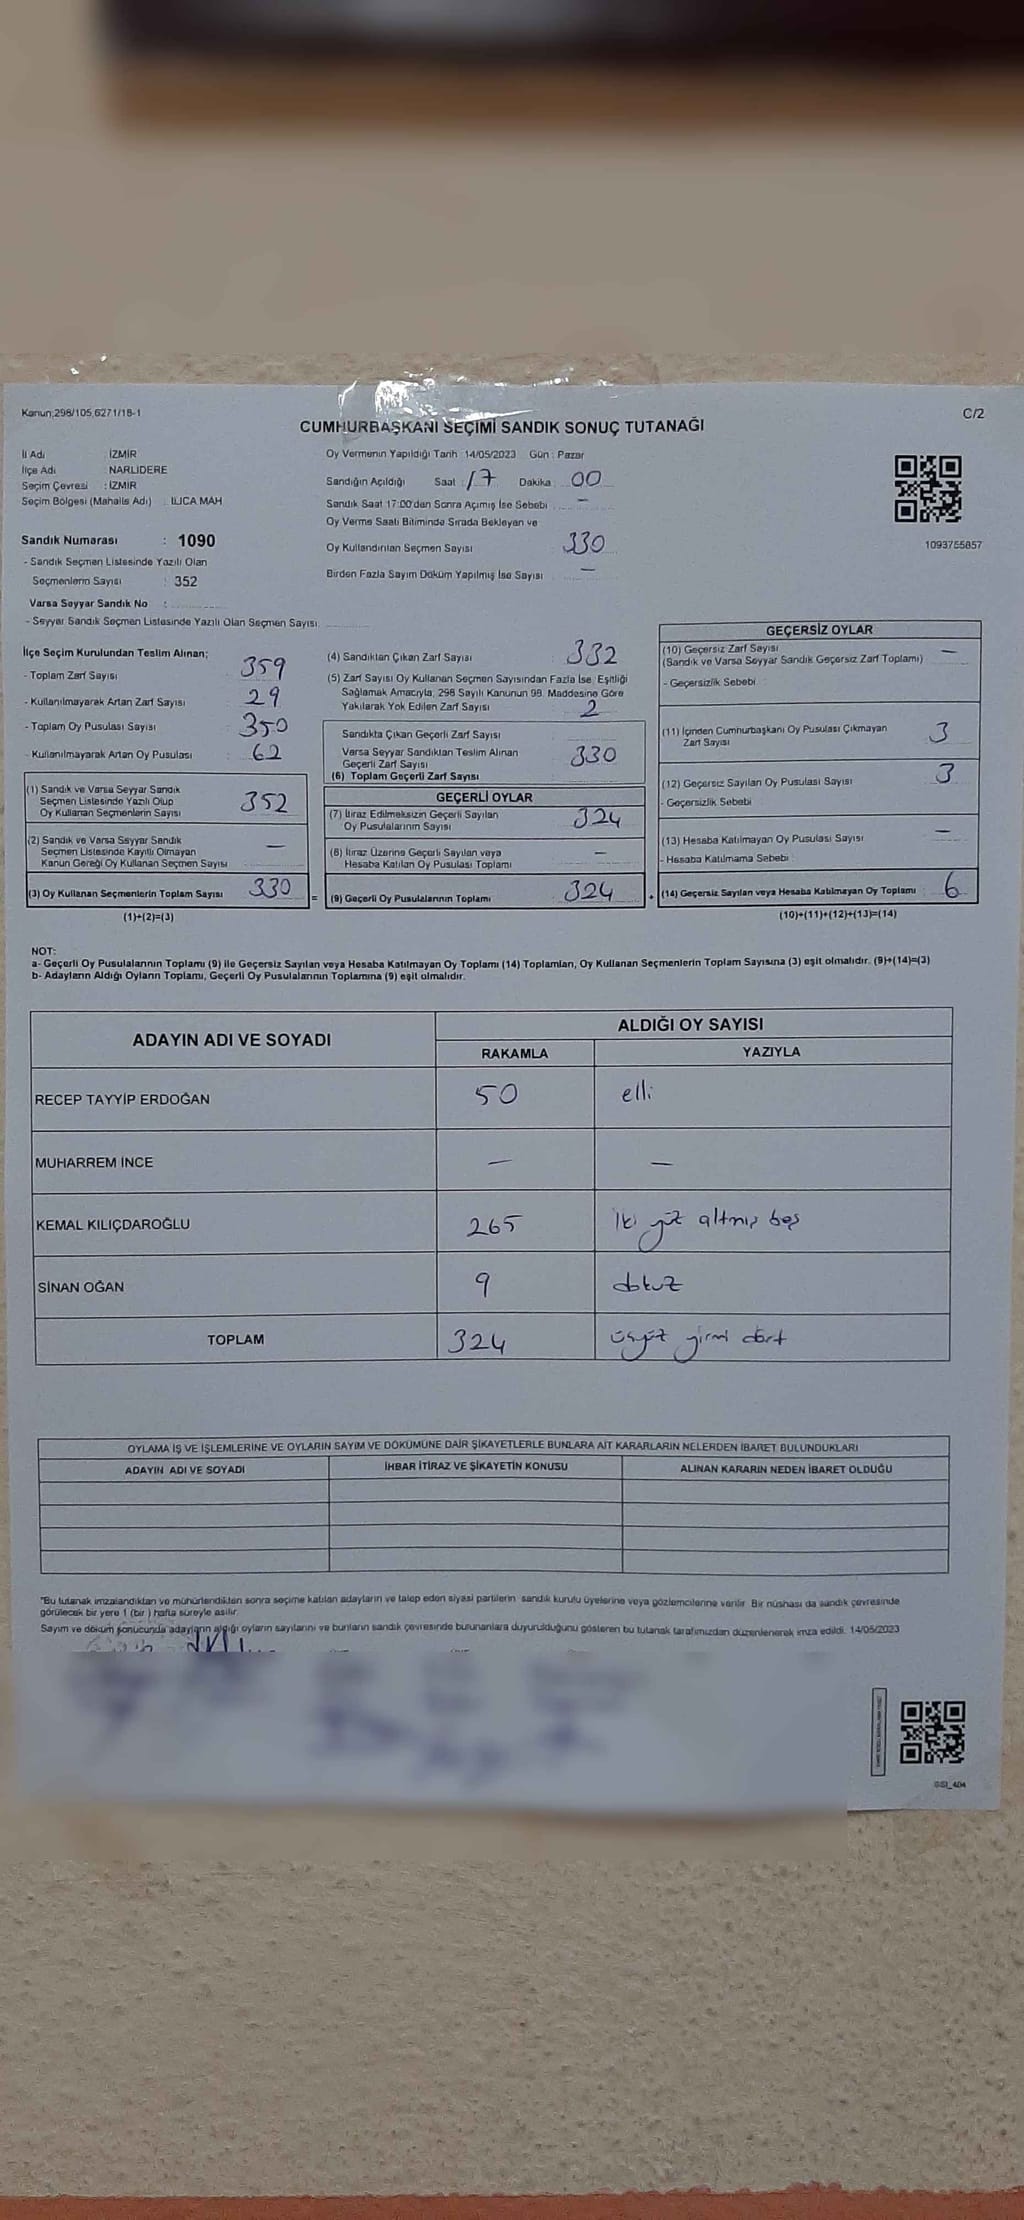 Kanun;298/105,6271/18-1
C/2
CUMHURBAŞKANI SEÇİMİ SANDIK SONUÇ TUTANAĞI
İl Adı : İZMİR
İlçe Adı : NARLIDERE
Seçim Çevresi : İZMİR
Seçim Bölgesi (Mahalle Adı) : ILICA MAH
Sandık Numarası : 1090
- Sandık Seçmen Listesinde Yazılı Olan
Seçmenlerin Sayısı : 352
Varsa Seyyar Sandık No :
- Seyyar Sandık Seçmen Listesinde Yazılı Olan Seçmen Sayısı:
Oy Vermenin Yapıldığı Tarih : 14/05/2023 Gün : Pazar
Sandığın Açıldığı Saat : 17 Dakika 00
Sandık Saat 17:00'dan Sonra Açılmış İse Sebebi : —
Oy Verme Saati Bitiminde Sırada Bekleyen ve
Oy Kullandırılan Seçmen Sayısı : 330
Birden Fazla Sayım Döküm Yapılmış İse Sayısı : —
1093755857
İlçe Seçim Kurulundan Teslim Alınan;
- Toplam Zarf Sayısı : 359
- Kullanılmayarak Artan Zarf Sayısı : 29
- Toplam Oy Pusulası Sayısı : 350
- Kullanılmayarak Artan Oy Pusulası : 62
(1) Sandık ve Varsa Seyyar Sandık
Seçmen Listesinde Yazılı Olup
Oy Kullanan Seçmenlerin Sayısı : 352
(2) Sandık ve Varsa Seyyar Sandık
Seçmen Listesinde Kayıtlı Olmayan
Kanun Gereği Oy Kullanan Seçmen Sayısı : —
(3) Oy Kullanan Seçmenlerin Toplam Sayısı : 330
(1)+(2)=(3)
(4) Sandıktan Çıkan Zarf Sayısı : 332
(5) Zarf Sayısı Oy Kullanan Seçmen Sayısından Fazla İse; Eşitliği
Sağlamak Amacıyla, 298 Sayılı Kanunun 98. Maddesine Göre
Yakılarak Yok Edilen Zarf Sayısı : 2
Sandıkta Çıkan Geçerli Zarf Sayısı
Varsa Seyyar Sandıktan Teslim Alınan
Geçerli Zarf Sayısı : 330
(6) Toplam Geçerli Zarf Sayısı
GEÇERLİ OYLAR
(7) İtiraz Edilmeksizin Geçerli Sayılan
Oy Pusulalarının Sayısı : 324
(8) İtiraz Üzerine Geçerli Sayılan veya
Hesaba Katılan Oy Pusulası Toplamı : —
= (9) Geçerli Oy Pusulalarının Toplamı : 324
GEÇERSİZ OYLAR
(10) Geçersiz Zarf Sayısı : —
(Sandık ve Varsa Seyyar Sandık Geçersiz Zarf Toplamı)
- Geçersizlik Sebebi :
(11) İçinden Cumhurbaşkanı Oy Pusulası Çıkmayan
Zarf Sayısı : 3
(12) Geçersiz Sayılan Oy Pusulası Sayısı : 3
- Geçersizlik Sebebi
(13) Hesaba Katılmayan Oy Pusulası Sayısı : —
- Hesaba Katılmama Sebebi :
+ (14) Geçersiz Sayılan veya Hesaba Katılmayan Oy Toplamı : 6
(10)+(11)+(12)+(13)=(14)
NOT:
a- Geçerli Oy Pusulalarının Toplamı (9) ile Geçersiz Sayılan veya Hesaba Katılmayan Oy Toplamı (14) Toplamları, Oy Kullanan Seçmenlerin Toplam Sayısına (3) eşit olmalıdır. (9)+(14)=(3)
b- Adayların Aldığı Oyların Toplamı, Geçerli Oy Pusulalarının Toplamına (9) eşit olmalıdır.
ADAYIN ADI VE SOYADI
ALDIĞI OY SAYISI
RAKAMLA YAZIYLA
RECEP TAYYİP ERDOĞAN 50 elli
MUHARREM İNCE — —
KEMAL KILIÇDAROĞLU 265 iki yüz altmış beş
SİNAN OĞAN 9 dokuz
TOPLAM 324 üçyüz yirmi dört
OYLAMA İŞ VE İŞLEMLERİNE VE OYLARIN SAYIM VE DÖKÜMÜNE DAİR ŞİKAYETLERLE BUNLARA AİT KARARLARIN NELERDEN İBARET BULUNDUKLARI
ADAYIN ADI VE SOYADI İHBAR İTİRAZ VE ŞİKAYETİN KONUSU ALINAN KARARIN NEDEN İBARET OLDUĞU
"Bu tutanak imzalandıktan ve mühürlendikten sonra seçime katılan adayların ve talep eden siyasi partilerin sandık kurulu üyelerine veya gözlemcilerine verilir. Bir nüshası da sandık çevresinde
görülecek bir yere 1 (bir ) hafta süreyle asılır.
Sayım ve döküm sonucunda adayların aldığı oyların sayılarını ve bunların sandık çevresinde bulunanlara duyurulduğunu gösteren bu tutanak tarafımızdan düzenlenerek imza edildi. 14/05/2023
GSI_404